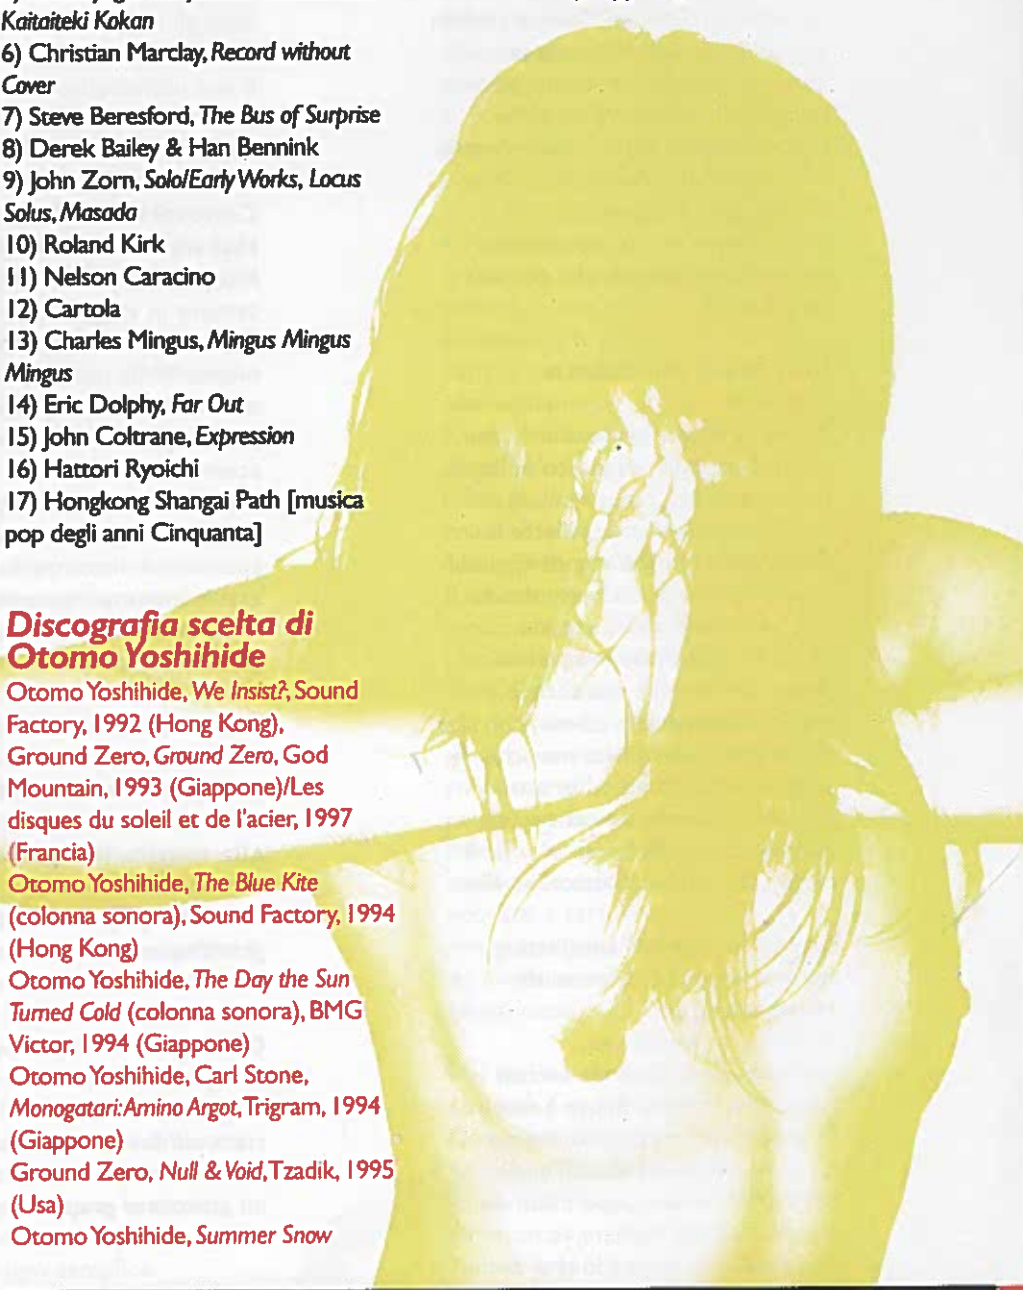 Kaitaiteki Kokan
6) Christian Marclay, Record without
Cover
7) Steve Beresford, The Bus of Surprise
8) Derek Bailey & Han Bennink
9) John Zorn, Solo/Early Works, Locus
Solus, Masada
10) Roland Kirk
11) Nelson Caracino
12) Cartola
13) Charles Mingus, Mingus Mingus
Mingus
14) Eric Dolphy, Far Out
15) John Coltrane, Expression
16) Hattori Ryoichi
17) Hongkong Shangai Path [musica
pop degli anni Cinquanta]
Discografia scelta di
Otomo Yoshihide
Otomo Yoshihide, We Insist?, Sound
Factory, 1992 (Hong Kong),
Ground Zero, Ground Zero, God
Mountain, 1993 (Giappone)/Les
disques du soleil et de l'acier, 1997
(Francia)
Otomo Yoshihide, The Blue Kite
(colonna sonora), Sound Factory, 1994
(Hong Kong)
Otomo Yoshihide, The Day the Sun
Turned Cold (colonna sonora), BMG
Victor, 1994 (Giappone)
Otomo Yoshihide, Carl Stone,
Monogatari: Amino Argot, Trigram, 1994
(Giappone)
Ground Zero, Null & Void, Tzadik, 1995
(Usa)
Otomo Yoshihide, Summer Snow